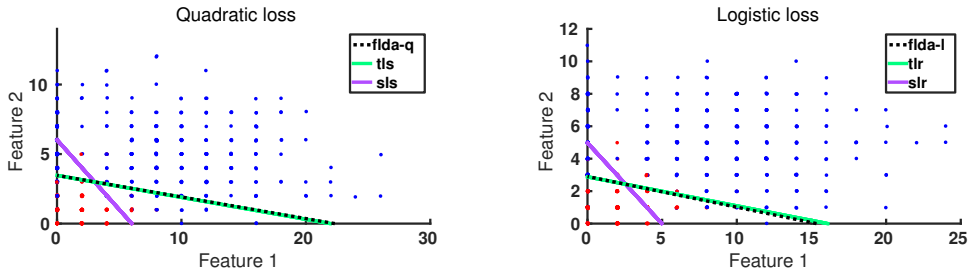 Quadratic loss
Feature 2
10
5
0
flda-q
tls
sls
0
10
20
30
Feature 1
Logistic loss
Feature 2
12
10
8
6
4
2
0
flda-l
tlr
slr
0
5
10
15
20
25
Feature 1